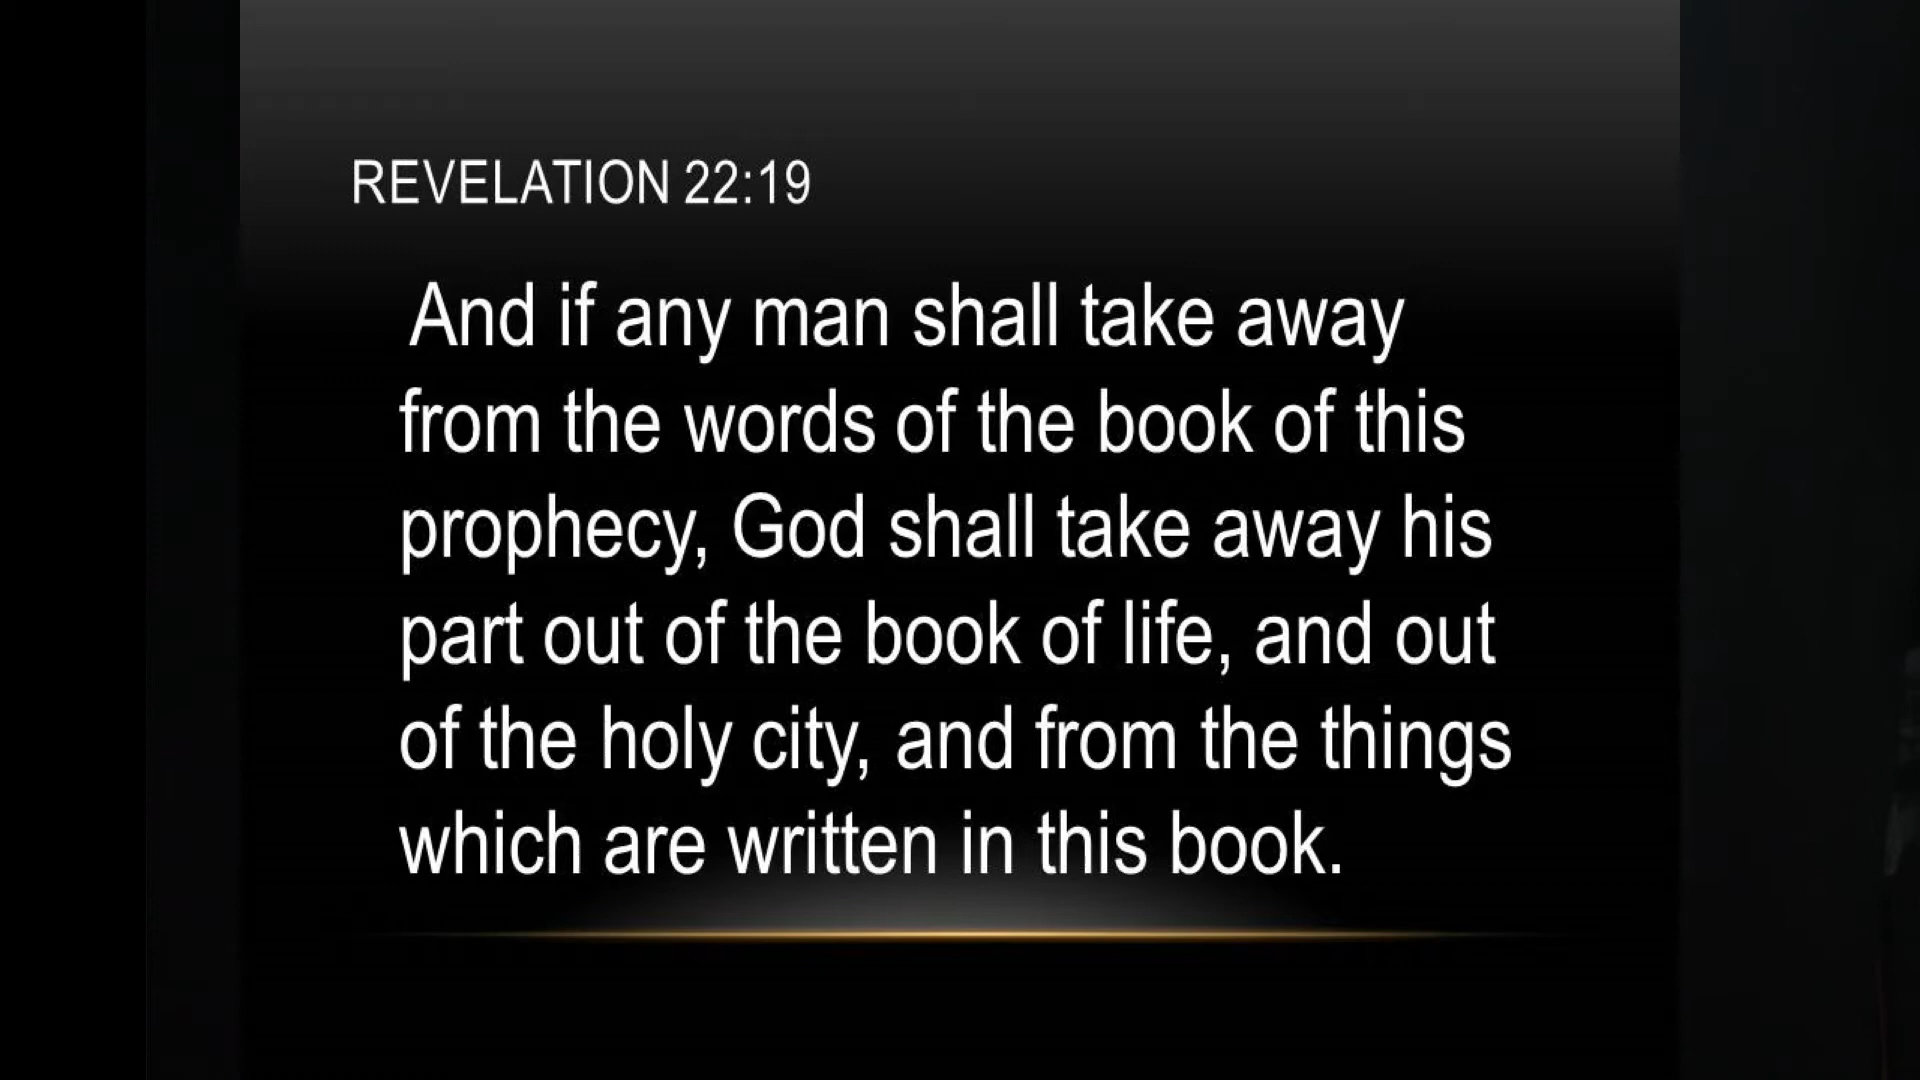 REVELATION 22:19
And if any man shall take away
from the words of the book of this
prophecy, God shall take away his
part out of the book of life, and out
of the holy city, and from the things
which are written in this book.